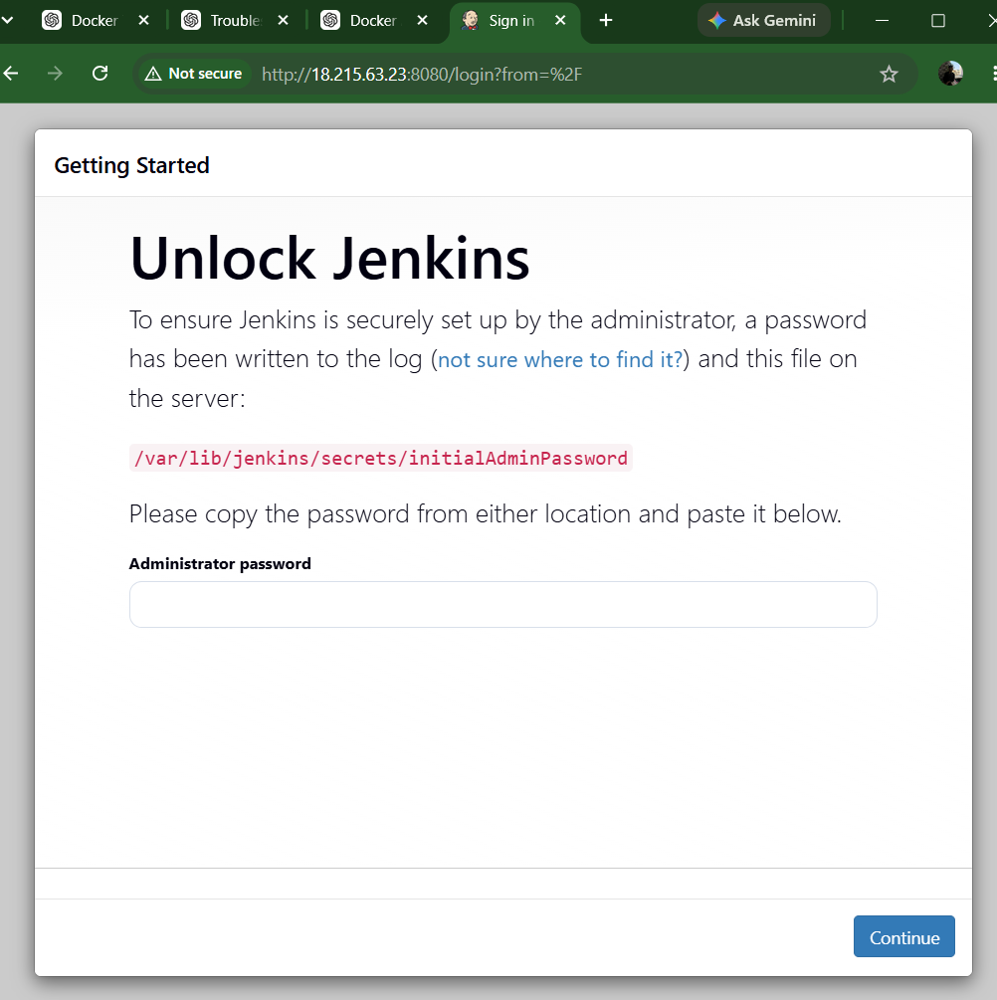 Docker
Trouble
Docker
Sign in
Ask Gemini
Not secure
http://18.215.63.23:8080/login?from=%2F
Getting Started
Unlock Jenkins
To ensure Jenkins is securely set up by the administrator, a password
has been written to the log (not sure where to find it?) and this file on
the server:
/var/lib/jenkins/secrets/initialAdminPassword
Please copy the password from either location and paste it below.
Administrator password
Continue